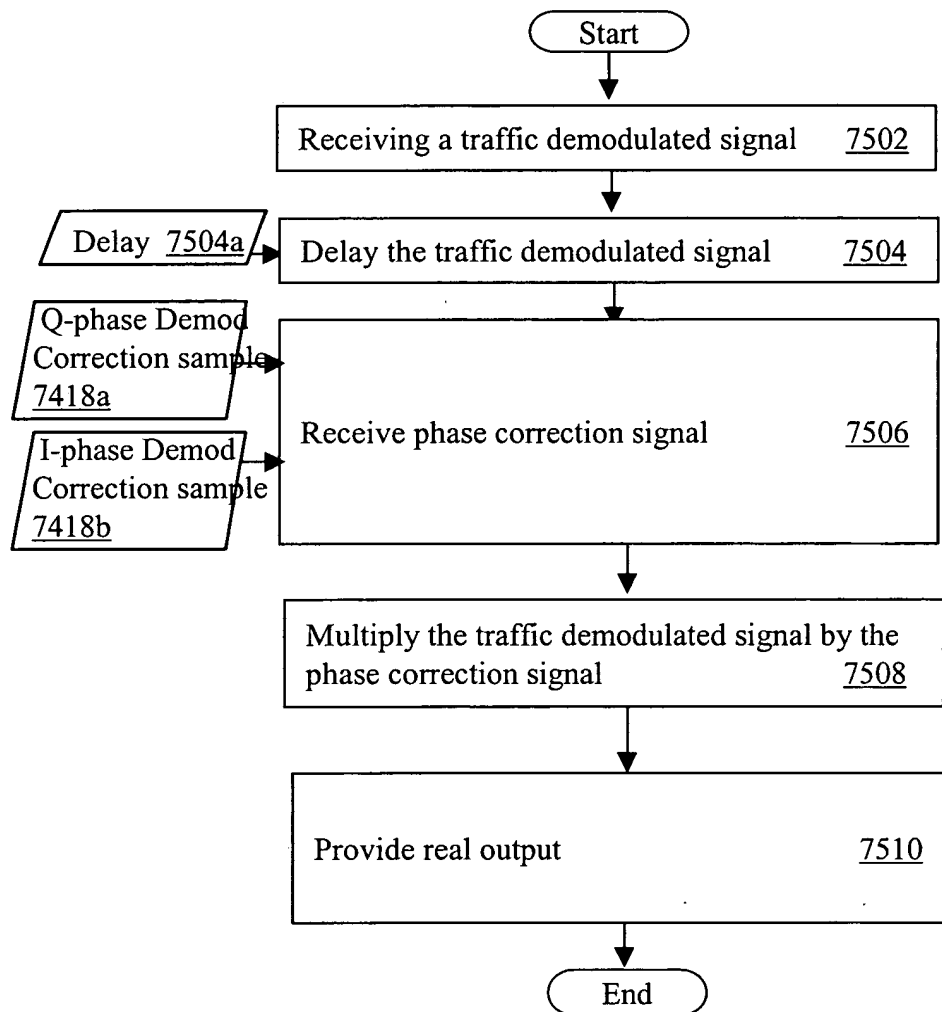 Start
Receiving a traffic demodulated signal 7502
Delay 7504a
Delay the traffic demodulated signal 7504
Q-phase Demod
Correction sample
7418a
I-phase Demod
Correction sample
7418b
Receive phase correction signal 7506
Multiply the traffic demodulated signal by the
phase correction signal 7508
Provide real output 7510
End